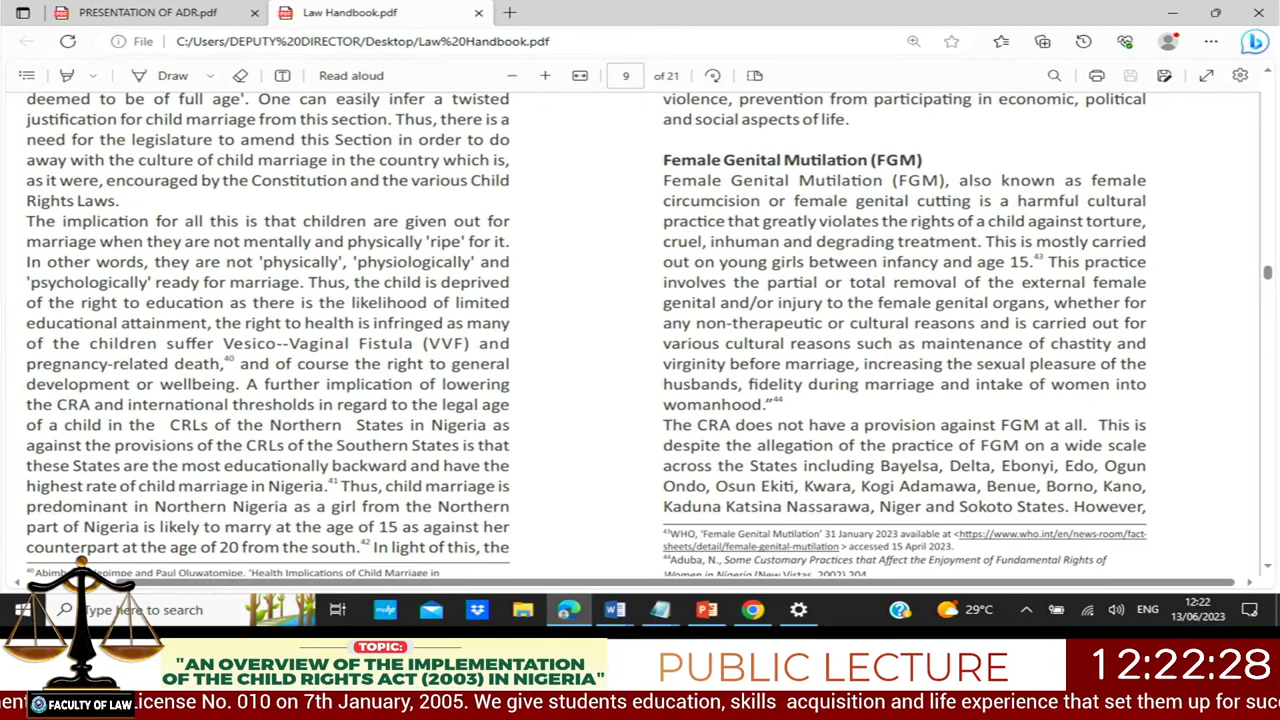 PRESENTATION OF ADR.pdf
Law Handbook.pdf
File
C:/Users/DEPUTY%20DIRECTOR/Desktop/Law%20Handbook.pdf
Draw
Read aloud
9
of 21
deemed to be of full age'. One can easily infer a twisted
justification for child marriage from this section. Thus, there is a
need for the legislature to amend this Section in order to do
away with the culture of child marriage in the country which is,
as it were, encouraged by the Constitution and the various Child
Rights Laws.
The implication for all this is that children are given out for
marriage when they are not mentally and physically 'ripe' for it.
In other words, they are not 'physically', 'physiologically' and
'psychologically' ready for marriage. Thus, the child is deprived
of the right to education as there is the likelihood of limited
educational attainment, the right to health is infringed as many
of the children suffer Vesico--Vaginal Fistula (VVF) and
pregnancy-related death,40 and of course the right to general
development or wellbeing. A further implication of lowering
the CRA and international thresholds in regard to the legal age
of a child in the CRLs of the Northern States in Nigeria as
against the provisions of the CRLs of the Southern States is that
these States are the most educationally backward and have the
highest rate of child marriage in Nigeria.41 Thus, child marriage is
predominant in Northern Nigeria as a girl from the Northern
part of Nigeria is likely to marry at the age of 15 as against her
counterpart at the age of 20 from the south.42 In light of this, the
and Paul Oluwatomipe, 'Health Implications of Child Marriage in
violence, prevention from participating in economic, political
and social aspects of life.
Female Genital Mutilation (FGM)
Female Genital Mutilation (FGM), also known as female
circumcision or female genital cutting is a harmful cultural
practice that greatly violates the rights of a child against torture,
cruel, inhuman and degrading treatment. This is mostly carried
out on young girls between infancy and age 15.43 This practice
involves the partial or total removal of the external female
genital and/or injury to the female genital organs, whether for
any non-therapeutic or cultural reasons and is carried out for
various cultural reasons such as maintenance of chastity and
virginity before marriage, increasing the sexual pleasure of the
husbands, fidelity during marriage and intake of women into
womanhood."44
The CRA does not have a provision against FGM at all. This is
despite the allegation of the practice of FGM on a wide scale
across the States including Bayelsa, Delta, Ebonyi, Edo, Ogun
Ondo, Osun Ekiti, Kwara, Kogi Adamawa, Benue, Borno, Kano,
Kaduna Katsina Nassarawa, Niger and Sokoto States. However,
43WHO, 'Female Genital Mutilation' 31 January 2023 available at <https://www.who.int/en/news-room/fact-
sheets/detail/female-genital-mutilation > accessed 15 April 2023.
44Aduba, N., Some Customary Practices that Affect the Enjoyment of Fundamental Rights of
Women in Nigeria (New Vistas, 2002) 204
Type here to search
29°C
ENG
12:22
13/06/2023
TOPIC:
"AN OVERVIEW OF THE IMPLEMENTATION
OF THE CHILD RIGHTS ACT (2003) IN NIGERIA"
PUBLIC LECTURE
12:22:28
FACULTY OF LAW
License No. 010 on 7th January, 2005. We give students education, skills acquisition and life experience that set them up for suc